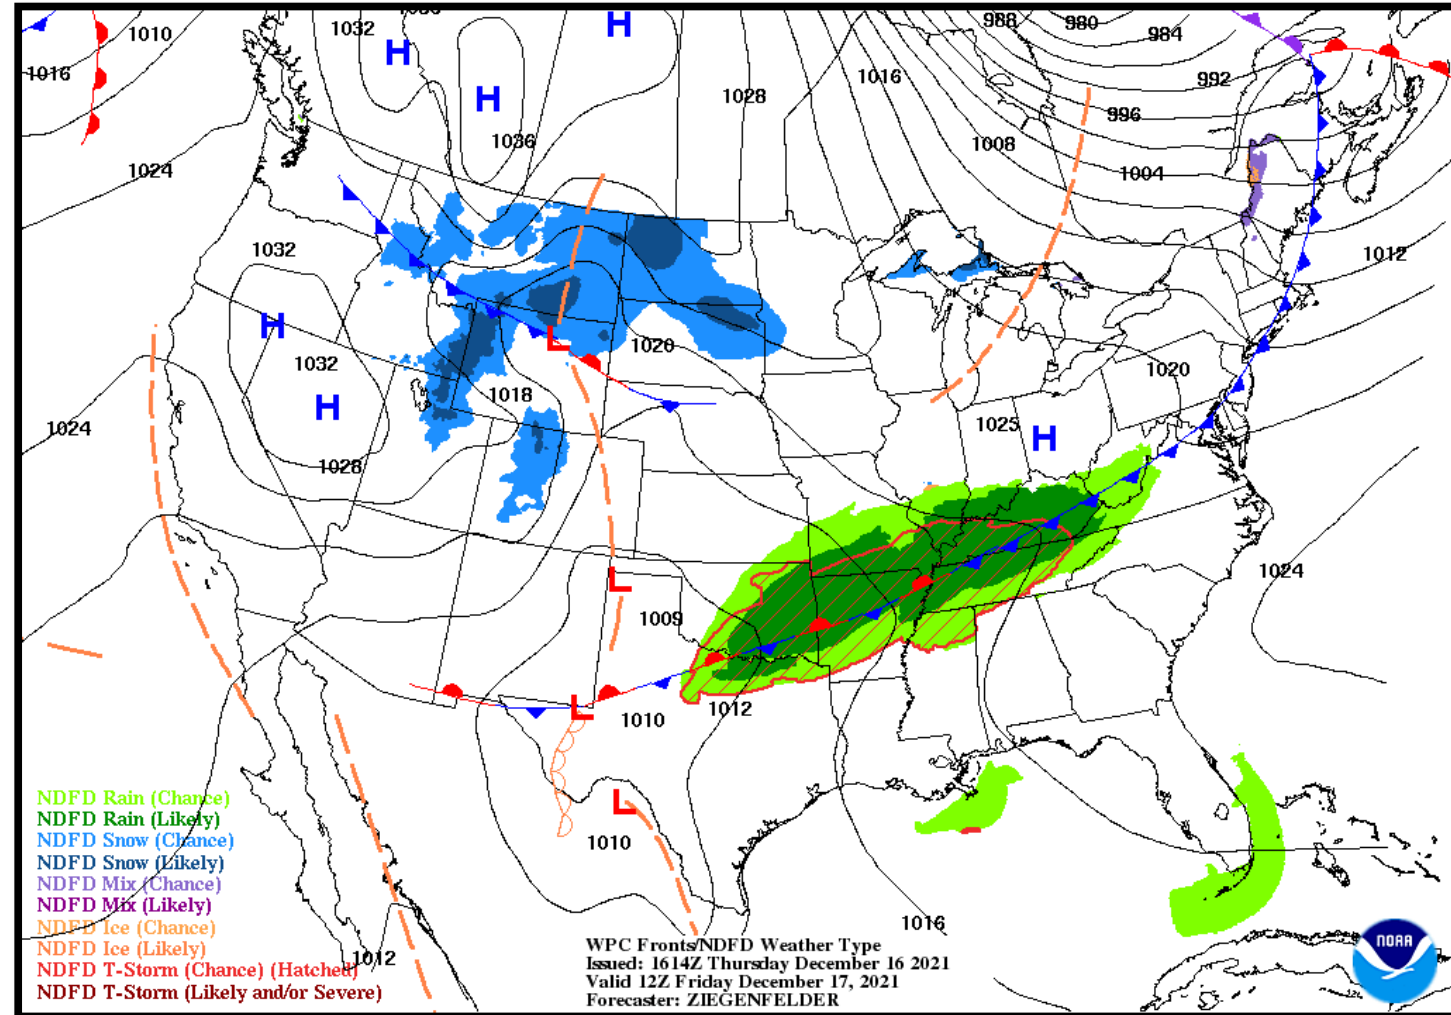 1032
H
H
H
1010
1016
1024
1036
1028
1016
988
980
984
992
996
1008
1004
1012
1032
H
1032
H
1028
1024
1018
L
1020
1025
H
1020
1024
L
1009
L
1010
1012
L
1010
1016
1012
NDFD Rain (Chance)
NDFD Rain (Likely)
NDFD Snow (Chance)
NDFD Snow (Likely)
NDFD Mix (Chance)
NDFD Mix (Likely)
NDFD Ice (Chance)
NDFD Ice (Likely)
NDFD T-Storm (Chance) (Hatched)
NDFD T-Storm (Likely and/or Severe)
WPC Fronts/NDFD Weather Type
Issued: 1614Z Thursday December 16 2021
Valid 12Z Friday December 17, 2021
Forecaster: ZIEGENFELDER
NOAA